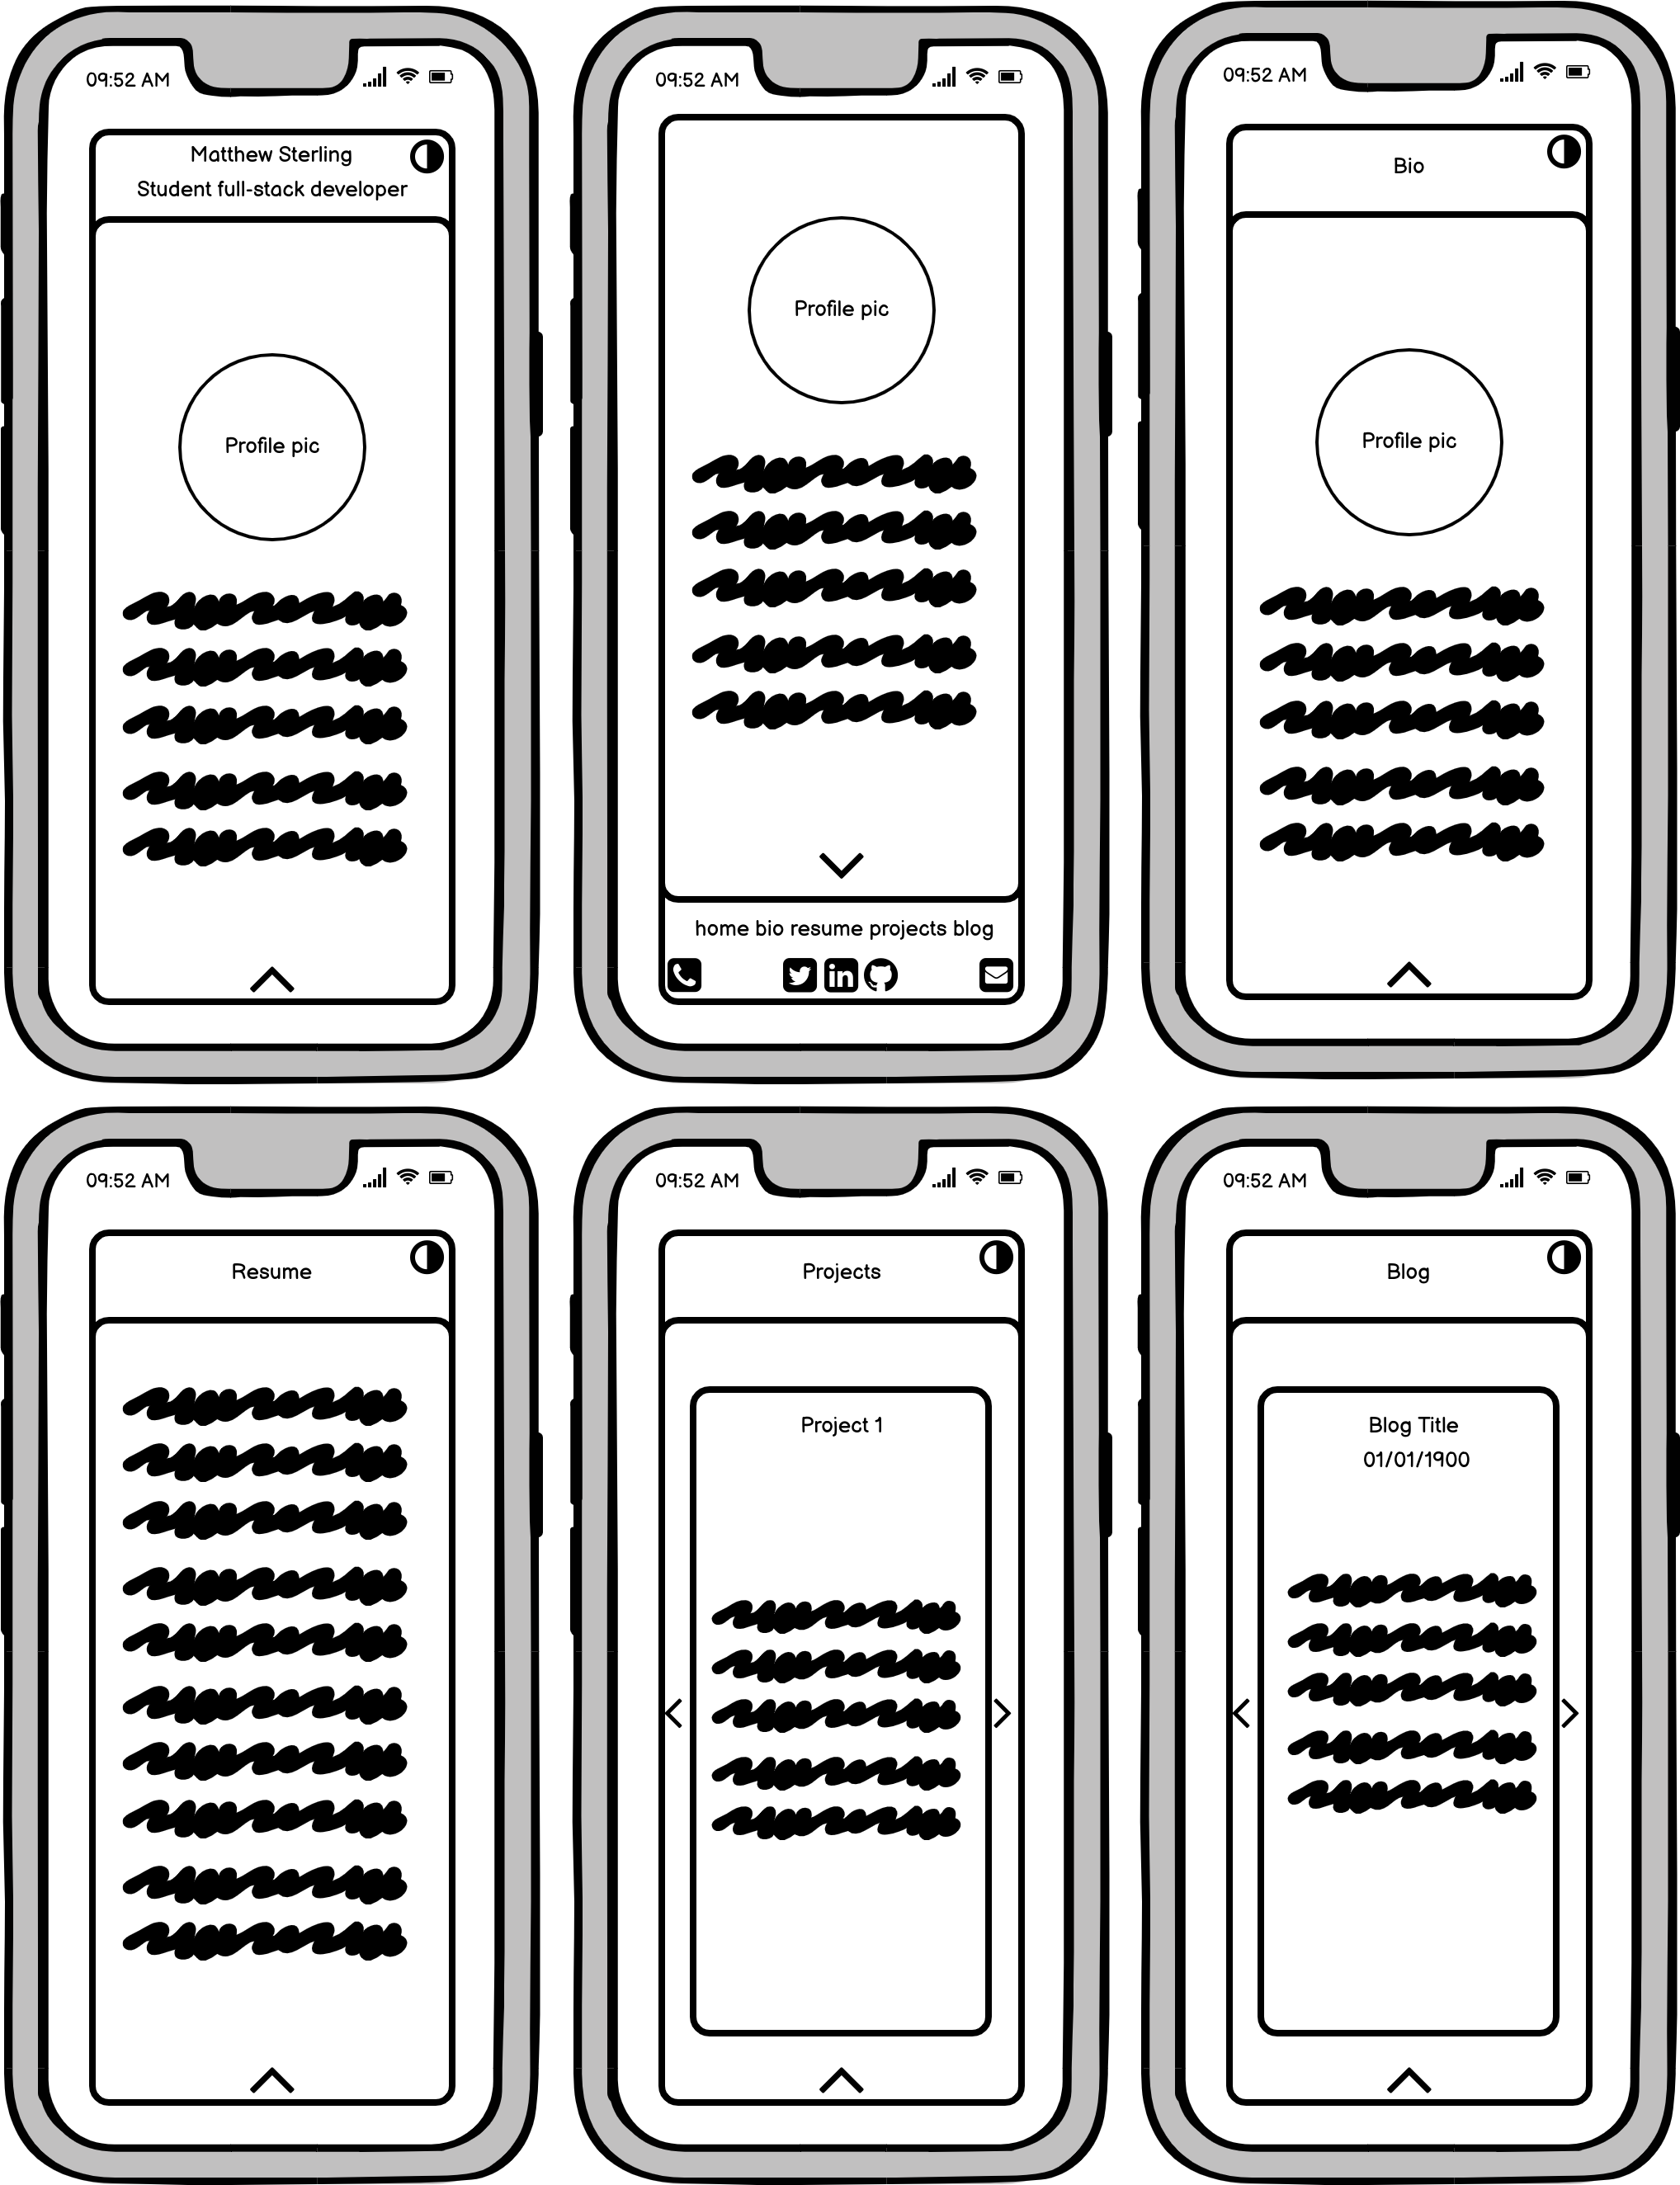 09:52 AM
Matthew Sterling
Student full-stack developer
Profile pic
09:52 AM
Profile pic
home bio resume projects blog
in
09:52 AM
Bio
Profile pic
09:52 AM
Resume
09:52 AM
Projects
Project 1
09:52 AM
Blog
Blog Title
01/01/1900